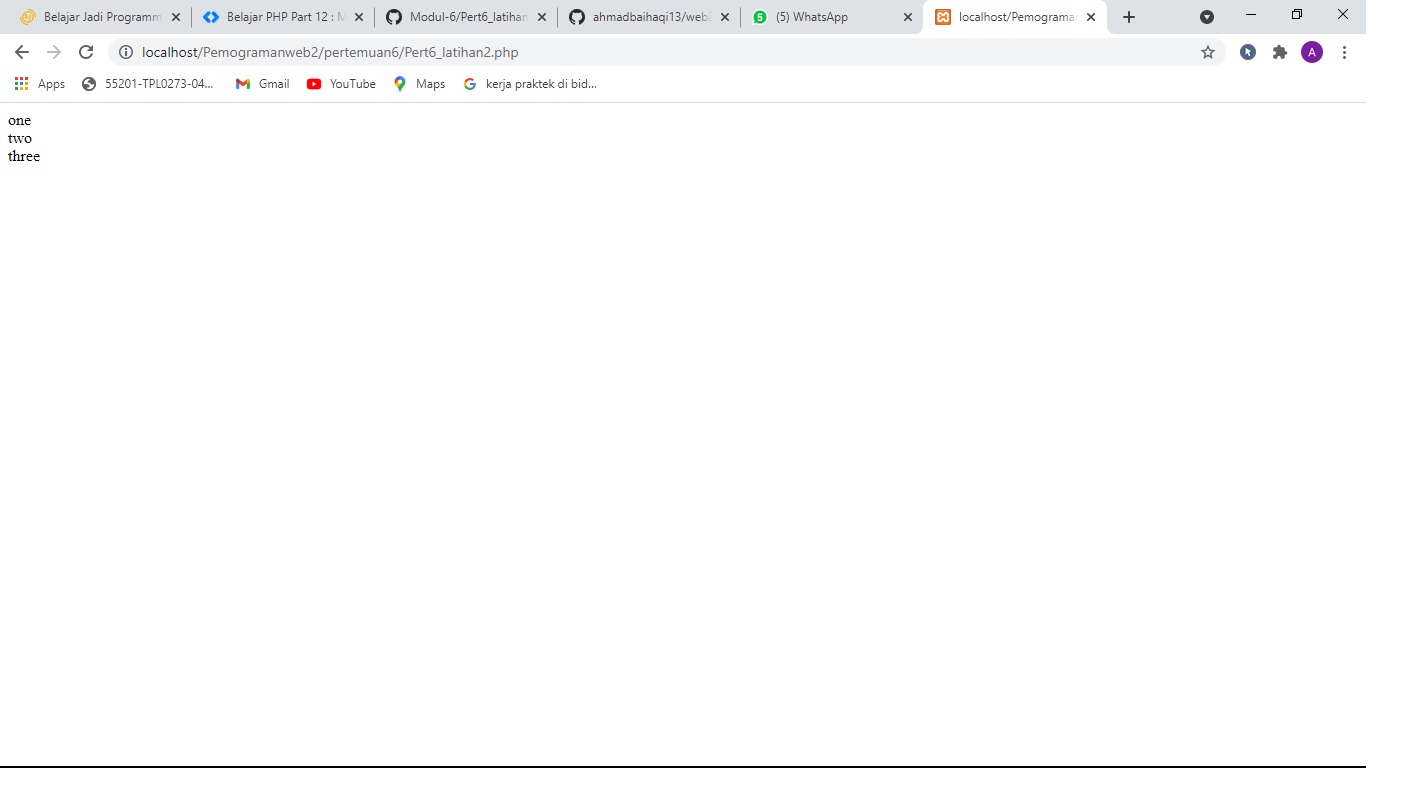 Belajar Jadi Programm
Belajar PHP Part 12 : M
Modul-6/Pert6_latihan
ahmadbaihaqi13/web2
(5) WhatsApp
localhost/Pemograman
localhost/Pemogramanweb2/pertemuan6/Pert6_latihan2.php
A
Apps
55201-TPL0273-04...
Gmail
YouTube
Maps
kerja praktek di bid...
one
two
three